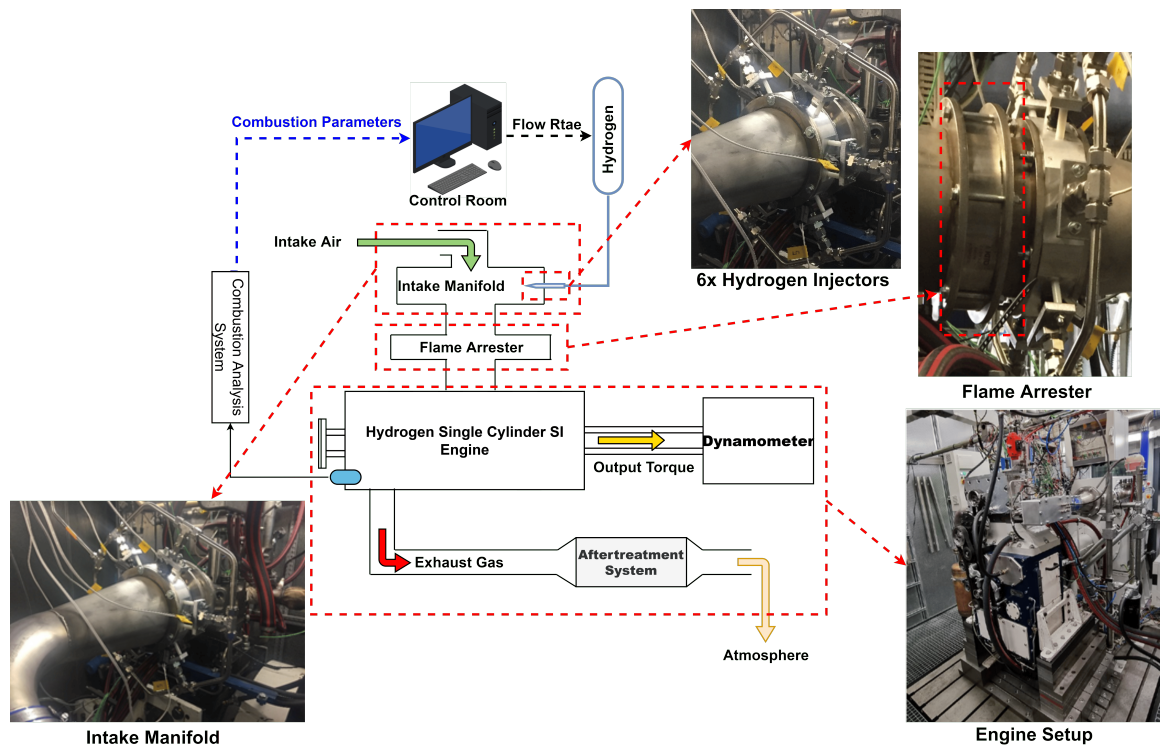 Combustion Parameters
Flow Rtae
Hydrogen
Control Room
6x Hydrogen Injectors
Intake Air
Intake Manifold
Flame Arrester
Flame Arrester
Combustion Analysis
System
Hydrogen Single Cylinder SI
Engine
Output Torque
Dynamometer
Exhaust Gas
Aftertreatment
System
Atmosphere
Intake Manifold
Engine Setup